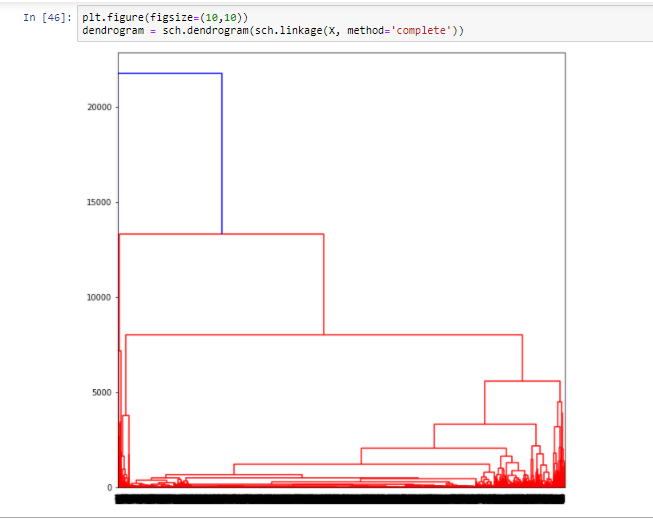 In [46]: plt.figure(figsize=(10,10))
dendrogram = sch.dendrogram(sch.linkage(X, method='complete'))
20000
15000
10000
5000
0